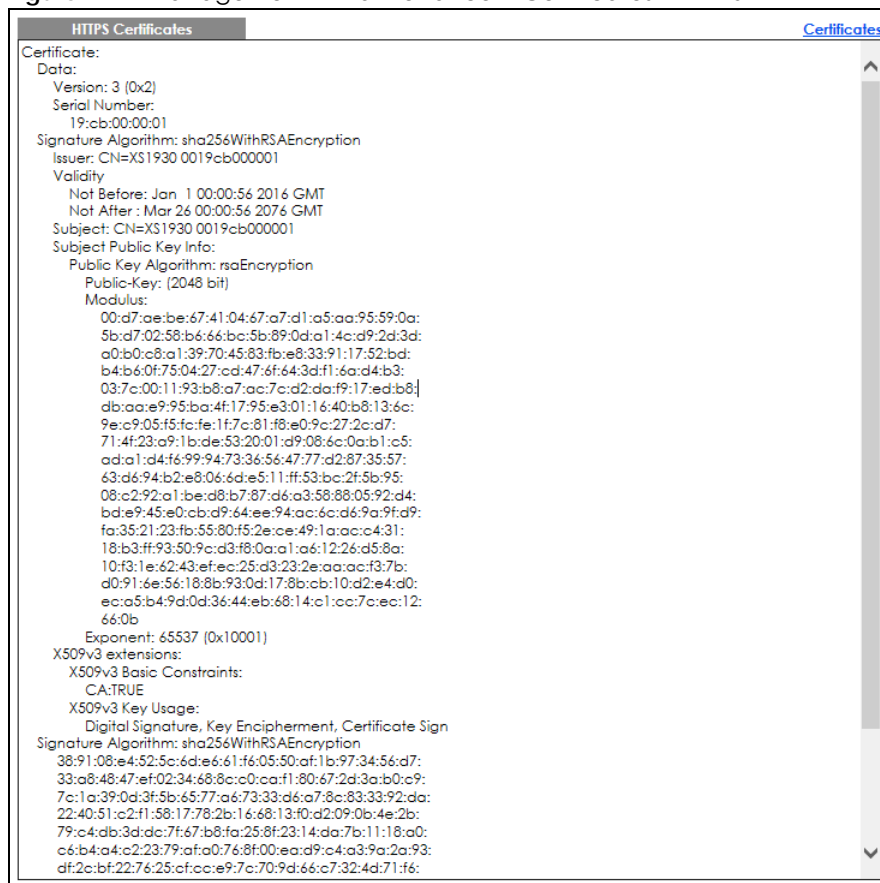 HTTPS Certificates
Certificates
Certificate:
Data:
Version: 3 (0x2)
Serial Number:
19:cb:00:00:01
Signature Algorithm: sha256WithRSAEncryption
Issuer: CN=XS1930 0019cb000001
Validity
Not Before: Jan 1 00:00:56 2016 GMT
Not After : Mar 26 00:00:56 2076 GMT
Subject: CN=XS1930 0019cb000001
Subject Public Key Info:
Public Key Algorithm: rsaEncryption
Public-Key: (2048 bit)
Modulus:
00:d7:ae:be:67:41:04:67:a7:d1:a5:aa:95:59:0a:
5b:d7:02:58:b6:66:bc:5b:89:0d:a1:4c:d9:2d:3d:
a0:b0:c8:a1:39:70:45:83:fb:e8:33:91:17:52:bd:
b4:b6:0f:75:04:27:cd:47:6f:64:3d:f1:6a:d4:b3:
03:7c:00:11:93:b8:a7:ac:7c:d2:da:f9:17:ed:b8:
db:aa:e9:95:ba:4f:17:95:e3:01:16:40:b8:13:6c:
9e:c9:05:f5:fc:fe:1f:7c:81:f8:e0:9c:27:2c:d7:
71:4f:23:a9:1b:de:53:20:01:d9:08:6c:0a:b1:c5:
ad:a1:d4:f6:99:94:73:36:56:47:77:d2:87:35:57:
63:d6:94:b2:e8:06:6d:e5:11:ff:53:bc:2f:5b:95:
08:c2:92:a1:be:d8:b7:87:d6:a3:58:88:05:92:d4:
bd:e9:45:e0:cb:d9:64:ee:94:ac:6c:d6:9a:9f:d9:
fa:35:21:23:fb:55:80:f5:2e:ce:49:1a:ac:c4:31:
18:b3:ff:93:50:9c:d3:f8:0a:a1:a6:12:26:d5:8a:
10:f3:1e:62:43:ef:ec:25:d3:23:2e:aa:ac:f3:7b:
d0:91:6e:56:18:8b:93:0d:17:8b:cb:10:d2:e4:d0:
ec:a5:b4:9d:0d:36:44:eb:68:14:c1:cc:7c:ec:12:
66:0b
Exponent: 65537 (0x10001)
X509v3 extensions:
X509v3 Basic Constraints:
CA:TRUE
X509v3 Key Usage:
Digital Signature, Key Encipherment, Certificate Sign
Signature Algorithm: sha256WithRSAEncryption
38:91:08:e4:52:5c:6d:e6:61:f6:05:50:af:1b:97:34:56:d7:
33:a8:48:47:ef:02:34:68:8c:c0:ca:f1:80:67:2d:3a:b0:c9:
7c:1a:39:0d:3f:5b:65:77:a6:73:33:d6:a7:8c:83:33:92:da:
22:40:51:c2:f1:58:17:78:2b:16:68:13:f0:d2:09:0b:4e:2b:
79:c4:db:3d:dc:7f:67:b8:fa:25:8f:23:14:da:7b:11:18:a0:
c6:b4:a4:c2:23:79:af:a0:76:8f:00:ea:d9:c4:a3:9a:2a:93:
df:2c:bf:22:76:25:cf:cc:e9:7c:70:9d:66:c7:32:4d:71:f6: